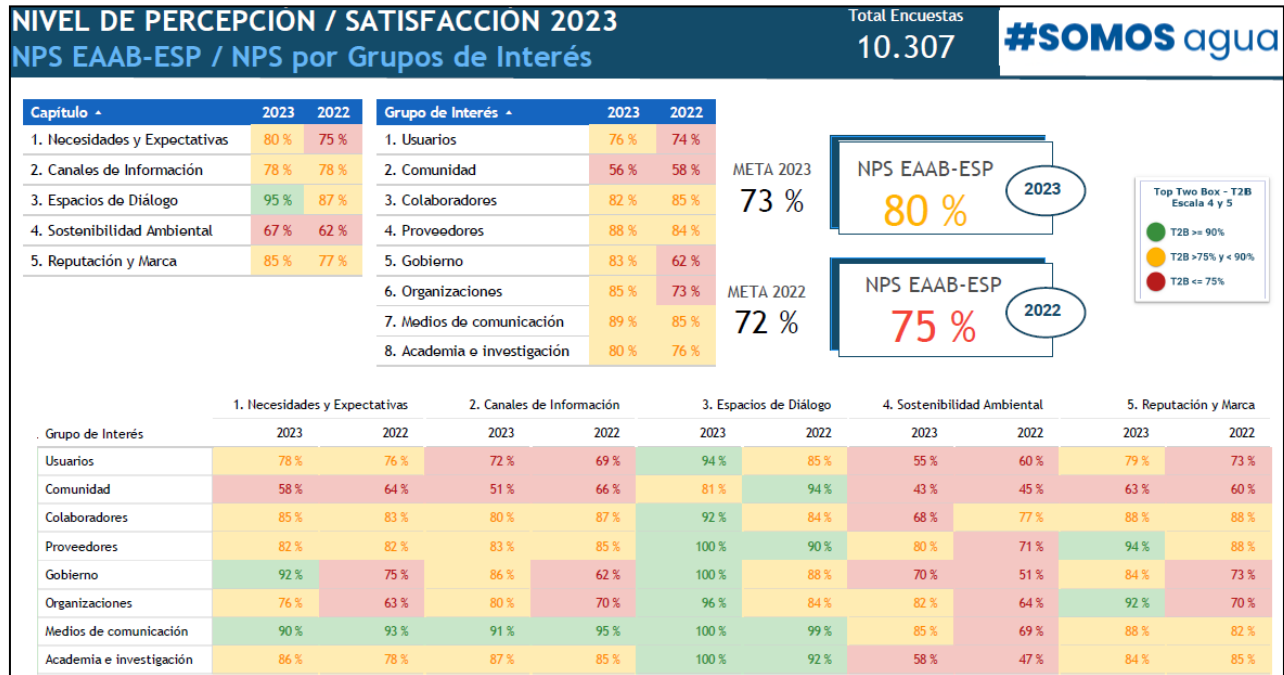 NIVEL DE PERCEPCIÓN / SATISFACCIÓN 2023
NPS EAAB-ESP / NPS por Grupos de Interés
Total Encuestas
10.307
#SOMOS agua
Capítulo 2023 2022
1. Necesidades y Expectativas 80 % 75 %
2. Canales de Información 78 % 78 %
3. Espacios de Diálogo 95 % 87 %
4. Sostenibilidad Ambiental 67 % 62 %
5. Reputación y Marca 85 % 77 %
Grupo de Interés 2023 2022
1. Usuarios 76 % 74 %
2. Comunidad 56 % 58 %
3. Colaboradores 82 % 85 %
4. Proveedores 88 % 84 %
5. Gobierno 83 % 62 %
6. Organizaciones 85 % 73 %
7. Medios de comunicación 89 % 85 %
8. Academia e investigación 80 % 76 %
META 2023
73 %
NPS EAAB-ESP
80 %
2023
META 2022
72 %
NPS EAAB-ESP
75 %
2022
Top Two Box - T2B
Escala 4 y 5
T2B >= 90%
T2B >75% y < 90%
T2B <= 75%
1. Necesidades y Expectativas 2. Canales de Información 3. Espacios de Diálogo 4. Sostenibilidad Ambiental 5. Reputación y Marca
Grupo de Interés 2023 2022 2023 2022 2023 2022 2023 2022 2023 2022
Usuarios 78 % 76 % 72 % 69 % 94 % 85 % 55 % 60 % 79 % 73 %
Comunidad 58 % 64 % 51 % 66 % 81 % 94 % 43 % 45 % 63 % 60 %
Colaboradores 85 % 83 % 80 % 87 % 92 % 84 % 68 % 77 % 88 % 88 %
Proveedores 82 % 82 % 83 % 85 % 100 % 90 % 80 % 71 % 94 % 88 %
Gobierno 92 % 75 % 86 % 62 % 100 % 88 % 70 % 51 % 84 % 73 %
Organizaciones 76 % 63 % 80 % 70 % 96 % 84 % 82 % 64 % 92 % 70 %
Medios de comunicación 90 % 93 % 91 % 95 % 100 % 99 % 85 % 69 % 88 % 82 %
Academia e investigación 86 % 78 % 87 % 85 % 100 % 92 % 58 % 47 % 84 % 85 %